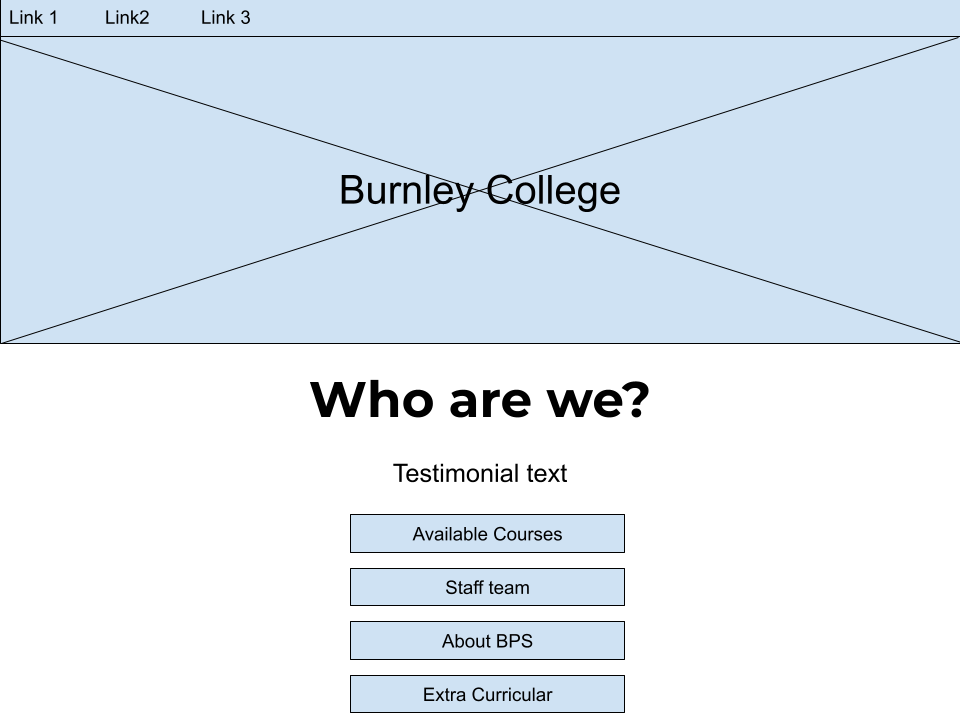 Link 1 Link2 Link 3
Burnley College
Who are we?
Testimonial text
Available Courses
Staff team
About BPS
Extra Curricular